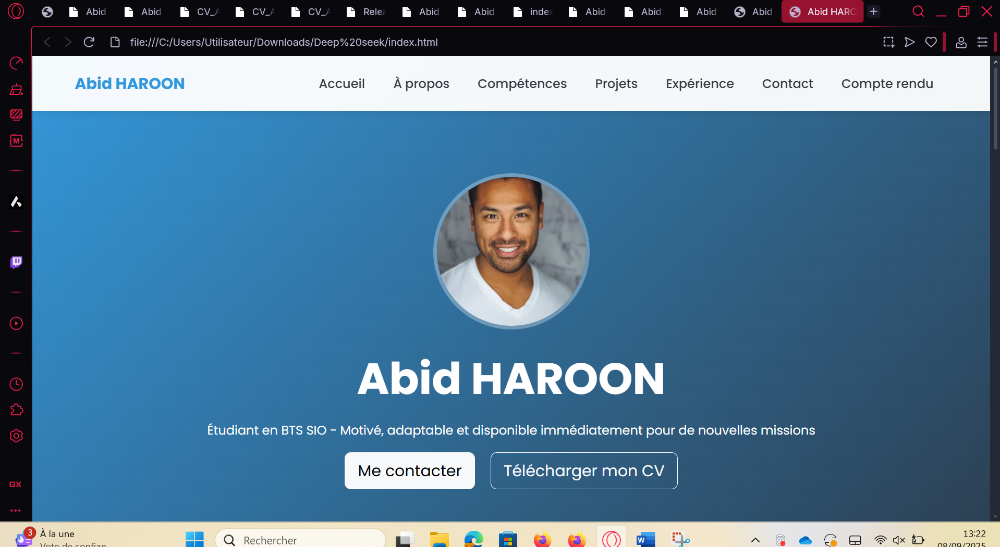 Abid
Abid
CV_A
CV_A
CV_A
Relea
Abid
Abid
index
Abid
Abid
Abid
Abid
Abid HARO
file:///C:/Users/Utilisateur/Downloads/Deep%20seek/index.html
Abid HAROON
Accueil
À propos
Compétences
Projets
Expérience
Contact
Compte rendu
M
Abid HAROON
Étudiant en BTS SIO - Motivé, adaptable et disponible immédiatement pour de nouvelles missions
Me contacter
Télécharger mon CV
GX
3
À la une
Vote de confian
Rechercher
W
13:22
08/09/2025